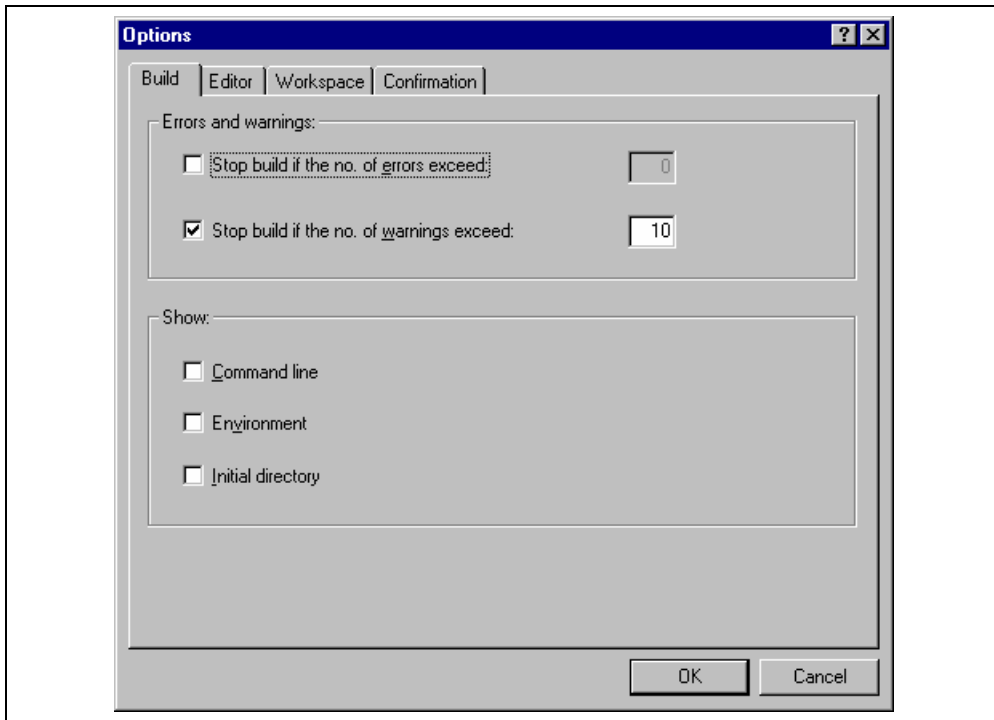 Options
Build Editor Workspace Confirmation
Errors and warnings:
Stop build if the no. of errors exceed: 0
Stop build if the no. of warnings exceed: 10
Show:
Command line
Environment
Initial directory
OK Cancel